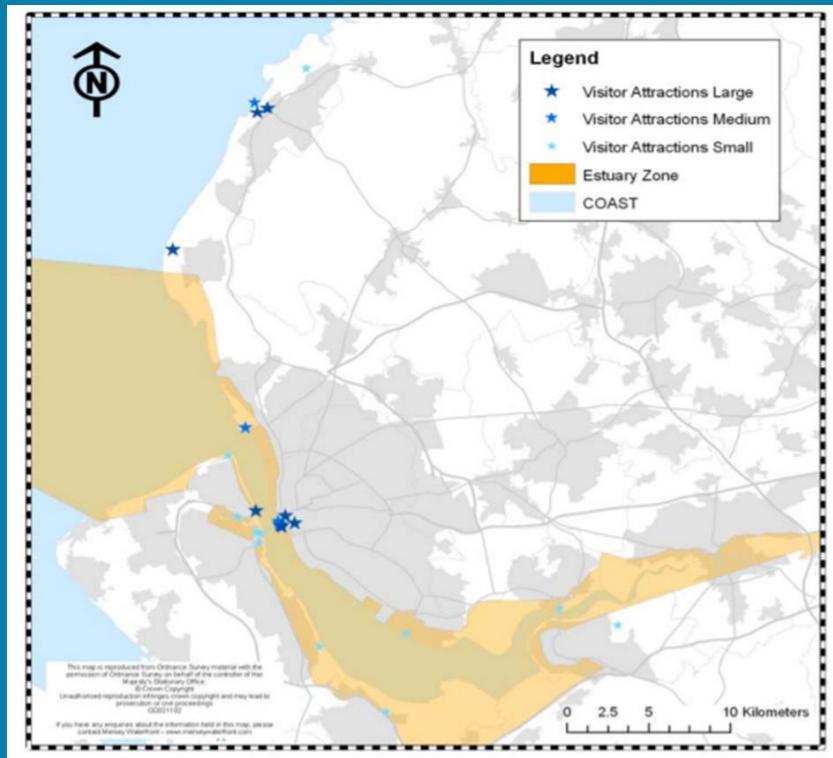 N
Legend
Visitor Attractions Large
Visitor Attractions Medium
Visitor Attractions Small
Estuary Zone
COAST
This map is reproduced from Ordnance Survey material with the
permission of Ordnance Survey on behalf of the controller of Her
Majesty's Stationary Office
© Crown Copyright
Unauthorised reproduction infringes crown copyright and may lead to
prosecution or civil proceedings
If you have any enquiries about the information held in this map, please
contact Mersey Waterfront - www.merseywaterfront.com
0 2.5 5 10 Kilometers